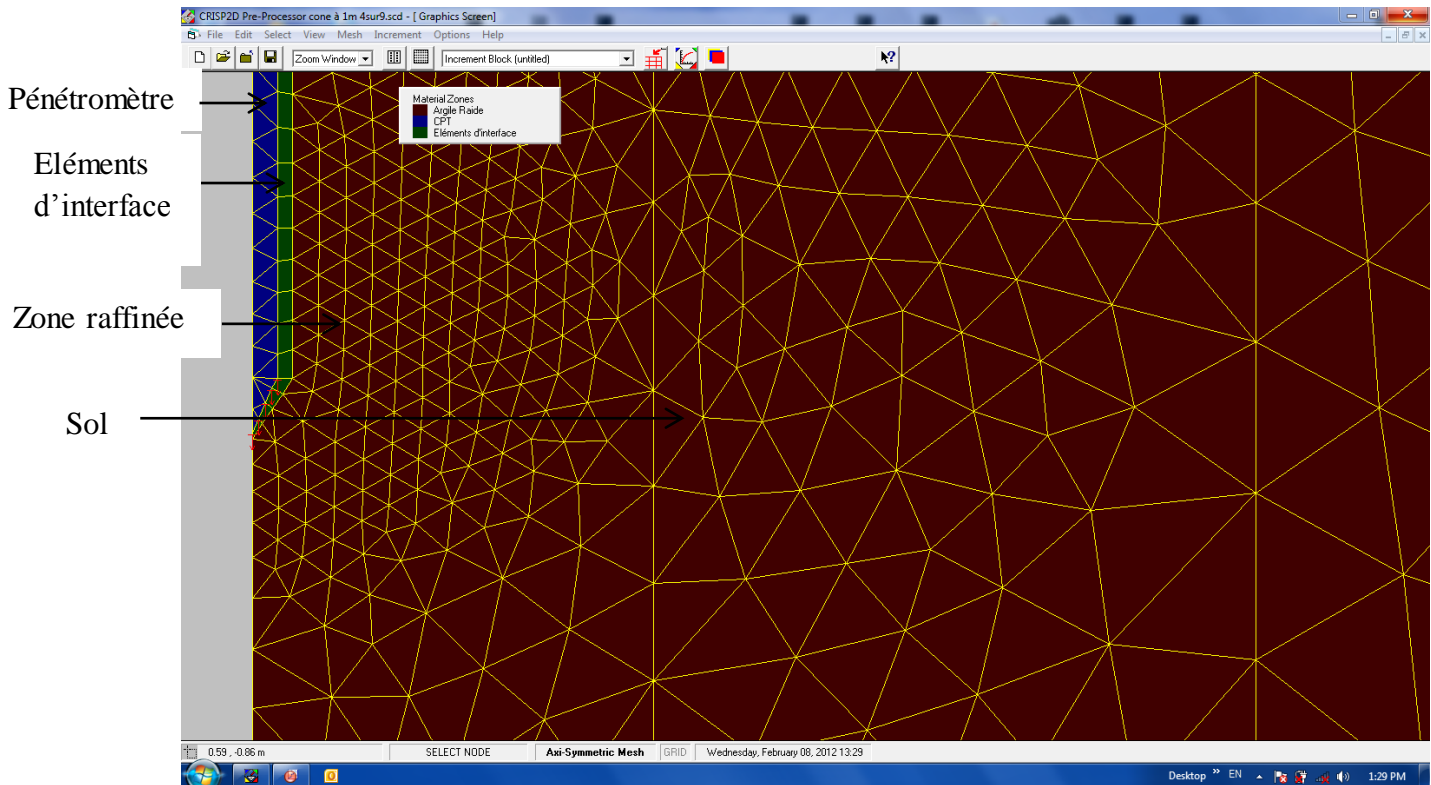 CRISP2D Pre-Processor cone à 1m 4sur9.scd - [ Graphics Screen]
File Edit Select View Mesh Increment Options Help
Zoom Window
Increment Block (untitled)
Pénétromètre
Material Zones
Argile Raide
CPT
Eléments d'interface
Eléments
d'interface
Zone raffinée
Sol
0.59 , -0.86 m
SELECT NODE
Axi-Symmetric Mesh
GRID
Wednesday, February 08, 2012 13:29
Desktop
EN
1:29 PM